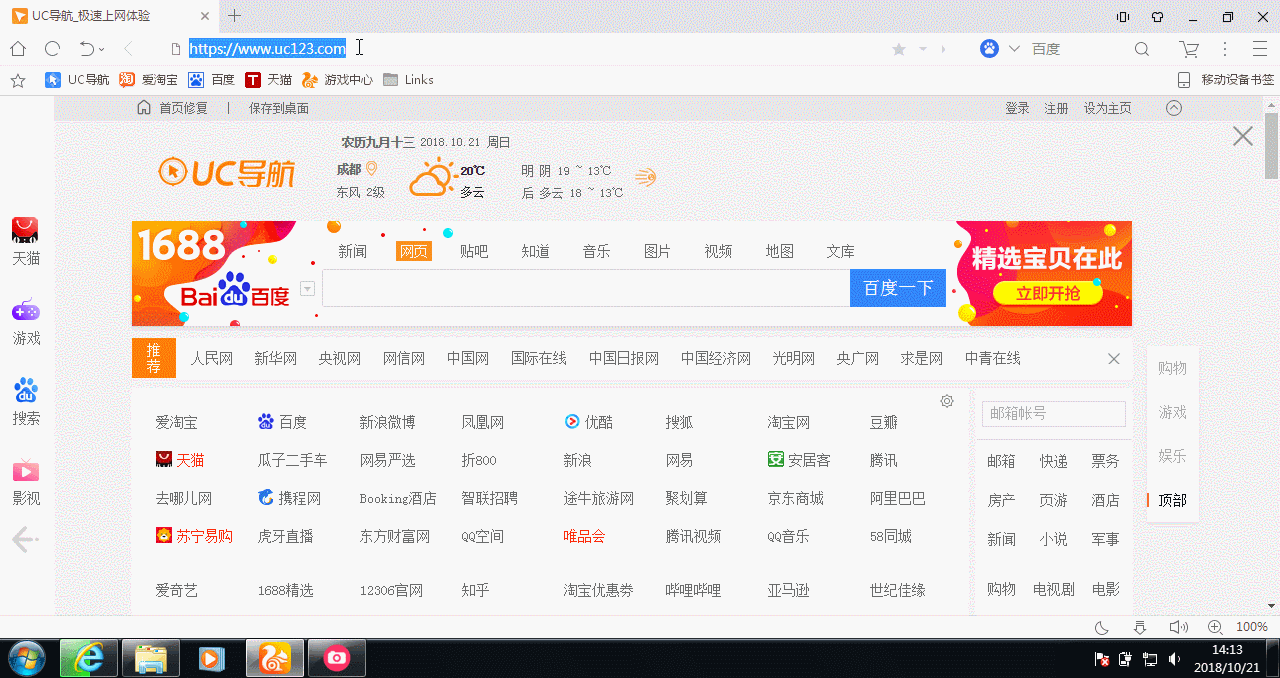 UC导航_极速上网体验
https://www.uc123.com
百度
UC导航 爱淘宝 百度 天猫 游戏中心 Links 移动设备书签
首页修复 | 保存到桌面 登录 注册 设为主页
农历九月十三 2018.10.21 周日
成都 20℃ 明 阴 19 ~ 13℃
东风 2级 多云 后 多云 18 ~ 13℃
UC导航
天猫
游戏
搜索
影视
1688
新闻 网页 贴吧 知道 音乐 图片 视频 地图 文库
Bai du 百度 百度一下
精选宝贝在此
立即开抢
推荐 人民网 新华网 央视网 网信网 中国网 国际在线 中国日报网 中国经济网 光明网 央广网 求是网 中青在线
爱淘宝 百度 新浪微博 凤凰网 优酷 搜狐 淘宝网 豆瓣
天猫 瓜子二手车 网易严选 折800 新浪 网易 安居客 腾讯
去哪儿网 携程网 Booking酒店 智联招聘 途牛旅游网 聚划算 京东商城 阿里巴巴
苏宁易购 虎牙直播 东方财富网 QQ空间 唯品会 腾讯视频 QQ音乐 58同城
爱奇艺 1688精选 12306官网 知乎 淘宝优惠券 哔哩哔哩 亚马逊 世纪佳缘
邮箱帐号
邮箱 快递 票务
房产 页游 酒店
新闻 小说 军事
购物 电视剧 电影
购物
游戏
娱乐
顶部
100%
14:13
2018/10/21